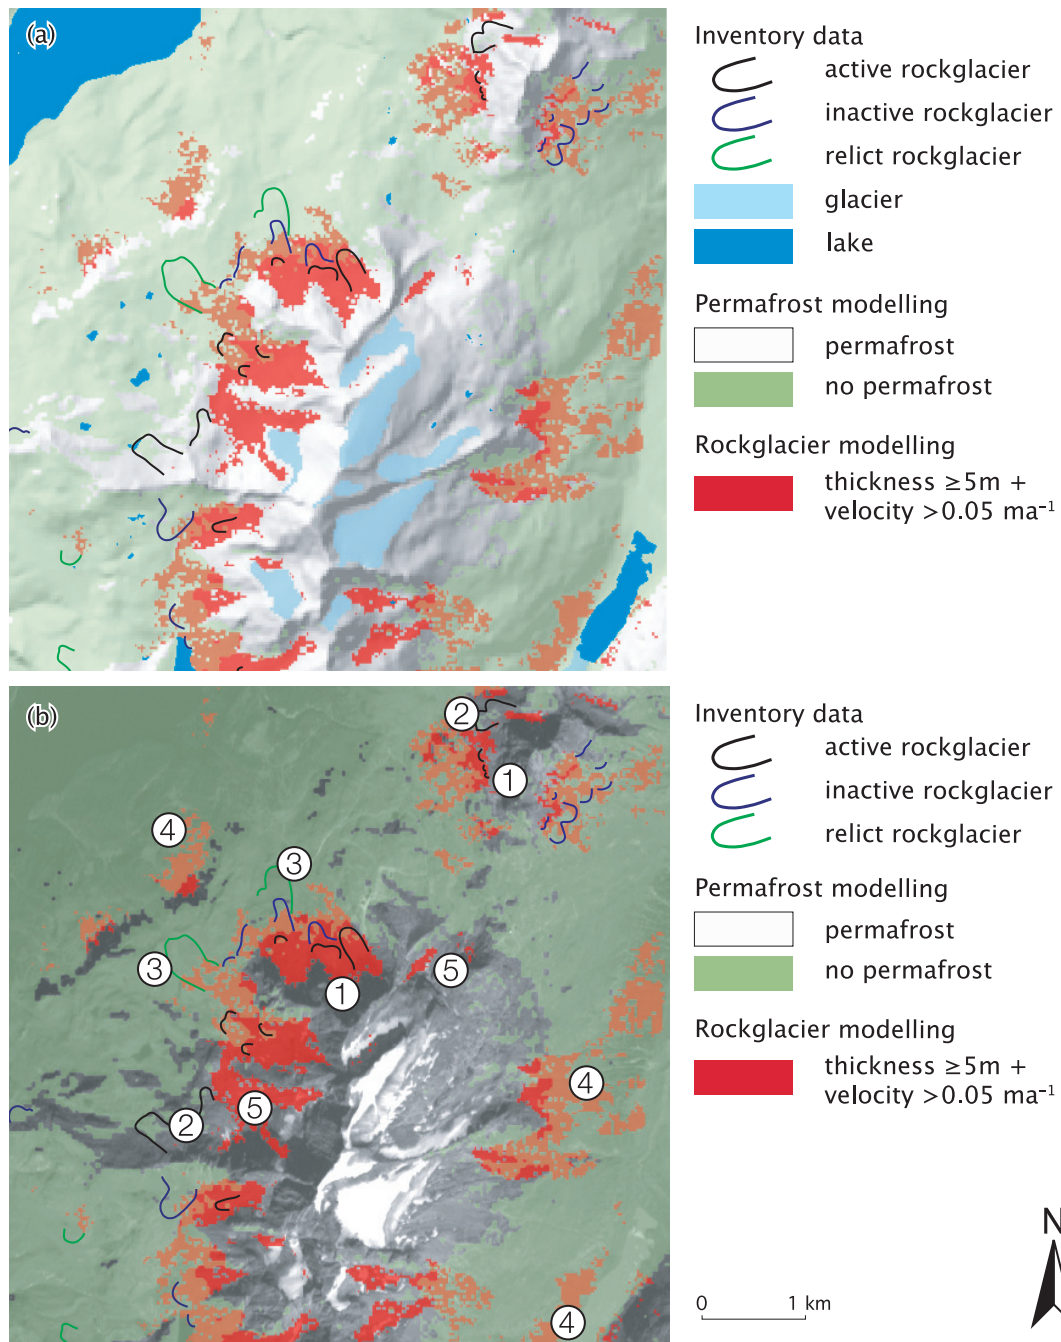 (a)
Inventory data
active rockglacier
inactive rockglacier
relict rockglacier
glacier
lake
Permafrost modelling
permafrost
no permafrost
Rockglacier modelling
thickness ≥5m +
velocity >0.05 ma⁻¹
(b)
2
1
4
3
3
5
1
4
5
2
4
Inventory data
active rockglacier
inactive rockglacier
relict rockglacier
Permafrost modelling
permafrost
no permafrost
Rockglacier modelling
thickness ≥5m +
velocity >0.05 ma⁻¹
N
0 1 km